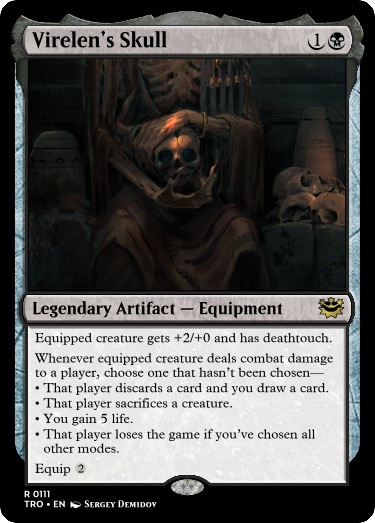 Virelen's Skull 1
Legendary Artifact — Equipment
Equipped creature gets +2/+0 and has deathtouch.
Whenever equipped creature deals combat damage
to a player, choose one that hasn't been chosen—
• That player discards a card and you draw a card.
• That player sacrifices a creature.
• You gain 5 life.
• That player loses the game if you've chosen all
other modes.
Equip 2
R 0111
TRO • EN Sergey Demidov